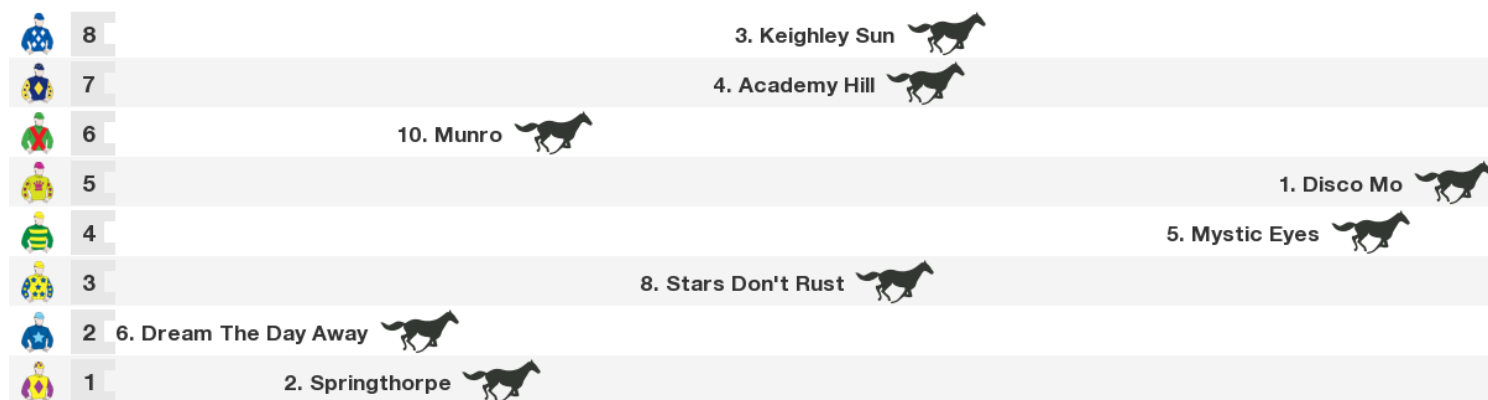 8 3. Keighley Sun
7 4. Academy Hill
6 10. Munro
5 1. Disco Mo
4 5. Mystic Eyes
3 8. Stars Don't Rust
2 6. Dream The Day Away
1 2. Springthorpe